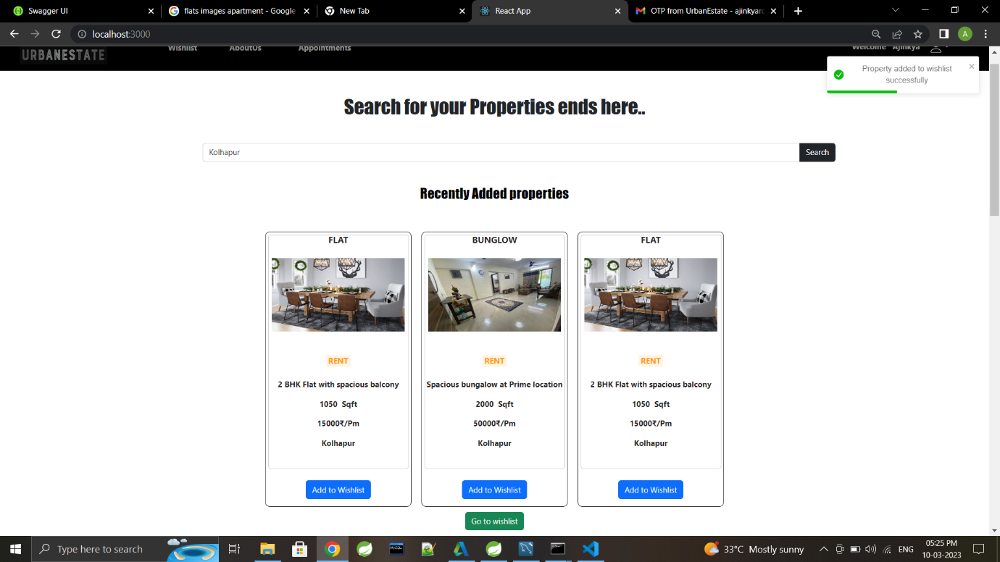 Swagger UI
flats images apartment - Google
New Tab
React App
OTP from UrbanEstate - ajinkyarc
localhost:3000
A
URBANESTATE
Wishlist
AboutUs
Appointments
Welcome Ajinkya
Property added to wishlist
successfully
Search for your Properties ends here..
Kolhapur
Search
Recently Added properties
FLAT
RENT
2 BHK Flat with spacious balcony
1050 Sqft
15000₹/Pm
Kolhapur
Add to Wishlist
BUNGLOW
RENT
Spacious bungalow at Prime location
2000 Sqft
50000₹/Pm
Kolhapur
Add to Wishlist
FLAT
RENT
2 BHK Flat with spacious balcony
1050 Sqft
15000₹/Pm
Kolhapur
Add to Wishlist
Go to wishlist
Type here to search
33°C Mostly sunny
ENG
05:25 PM
10-03-2023